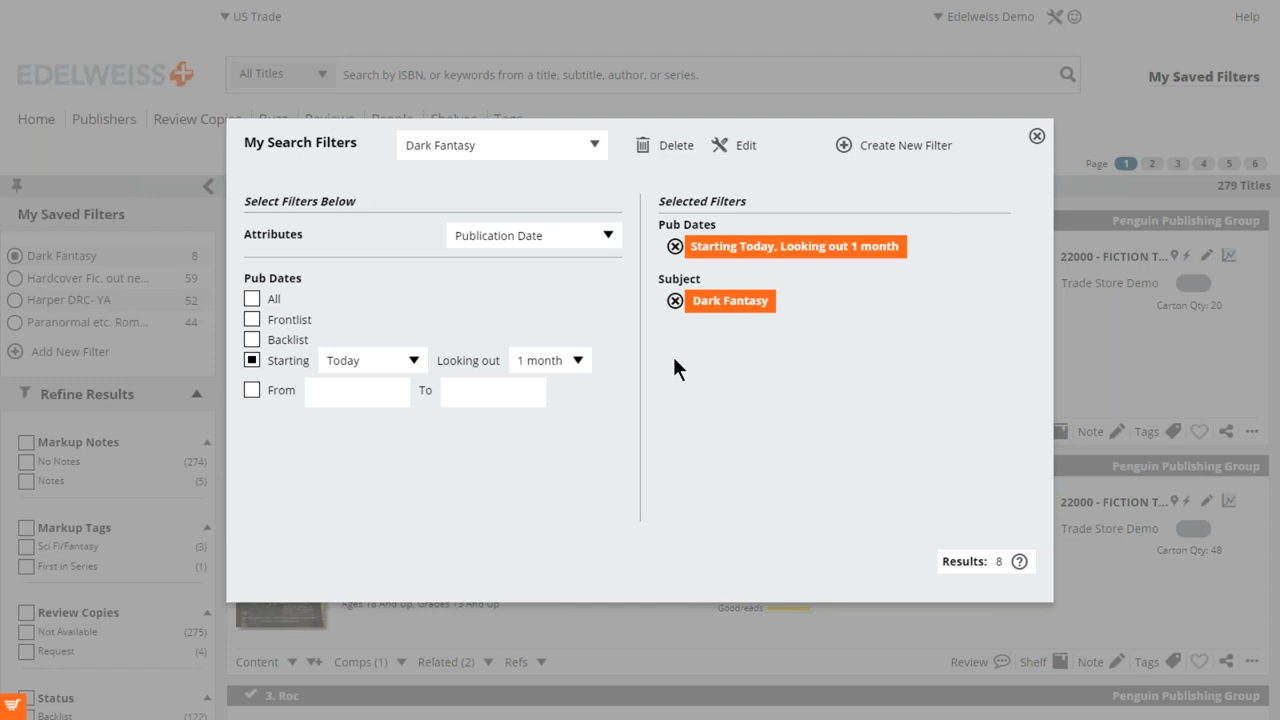 US Trade
Edelweiss Demo
Help
EDELWEISS
All Titles
Search by ISBN, or keywords from a title, subtitle, author, or series.
My Saved Filters
Home
Publishers
Review Copies
Buzz
Reviews
People
Shelves
Tags
My Search Filters
Dark Fantasy
Delete
Edit
Create New Filter
Page 1 2 3 4 5 6
279 Titles
My Saved Filters
Dark Fantasy 8
Hardcover Fic. out ne... 59
Harper DRC- YA 52
Paranormal etc. Rom... 44
Add New Filter
Refine Results
Markup Notes
No Notes (274)
Notes (5)
Markup Tags
Sci Fi/Fantasy (3)
First in Series (1)
Review Copies
Not Available (275)
Request (4)
Status
Backlist (122)
Select Filters Below
Attributes
Publication Date
Pub Dates
All
Frontlist
Backlist
Starting Today Looking out 1 month
From To
Selected Filters
Pub Dates
Starting Today, Looking out 1 month
Subject
Dark Fantasy
Results: 8
Penguin Publishing Group
22000 - FICTION T...
Trade Store Demo
Carton Qty: 20
Note
Tags
Penguin Publishing Group
22000 - FICTION T...
Trade Store Demo
Carton Qty: 48
Ages 18 And Up, Grades 13 And Up
Goodreads
Content
Comps (1)
Related (2)
Refs
Review
Shelf
Note
Tags
3. Roc
Penguin Publishing Group